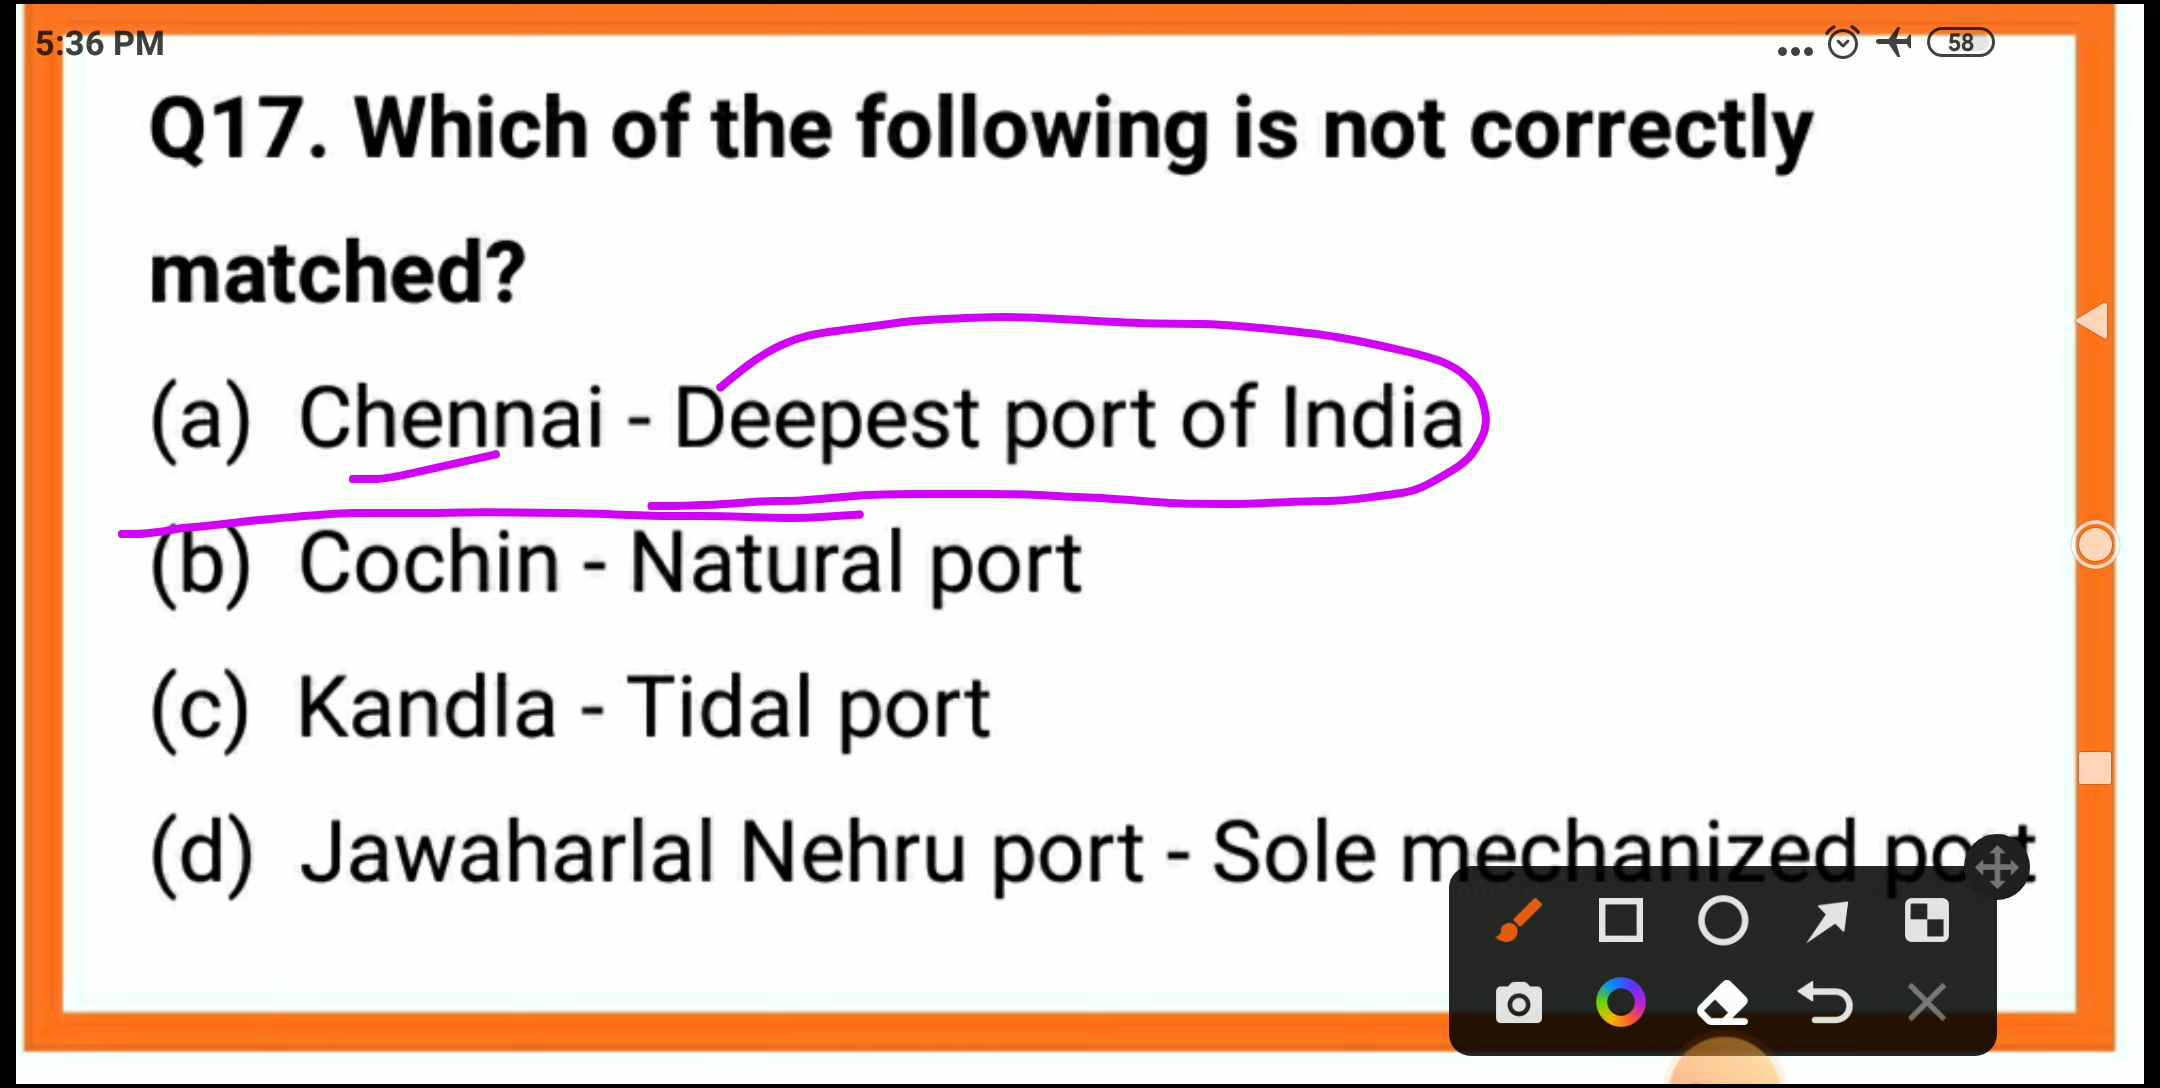 5:36 PM
58
Q17. Which of the following is not correctly
matched?
(a) Chennai - Deepest port of India
(b) Cochin - Natural port
(c) Kandla - Tidal port
(d) Jawaharlal Nehru port - Sole mechanized port